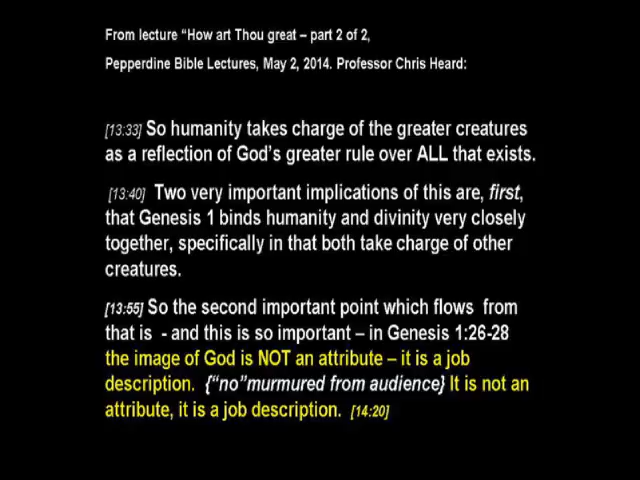 From lecture "How art Thou great – part 2 of 2,
Pepperdine Bible Lectures, May 2, 2014. Professor Chris Heard:
[13:33] So humanity takes charge of the greater creatures
as a reflection of God's greater rule over ALL that exists.
[13:40] Two very important implications of this are, first,
that Genesis 1 binds humanity and divinity very closely
together, specifically in that both take charge of other
creatures.
[13:55] So the second important point which flows from
that is - and this is so important – in Genesis 1:26-28
the image of God is NOT an attribute – it is a job
description. {"no"murmured from audience} It is not an
attribute, it is a job description. [14:20]